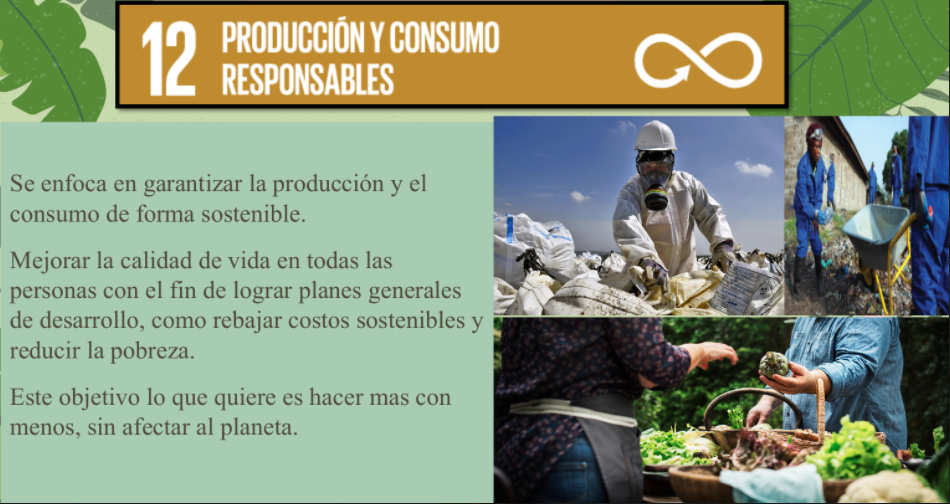 12
PRODUCCIÓN Y CONSUMO
RESPONSABLES
Se enfoca en garantizar la producción y el
consumo de forma sostenible.
Mejorar la calidad de vida en todas las
personas con el fin de lograr planes generales
de desarrollo, como rebajar costos sostenibles y
reducir la pobreza.
Este objetivo lo que quiere es hacer mas con
menos, sin afectar al planeta.